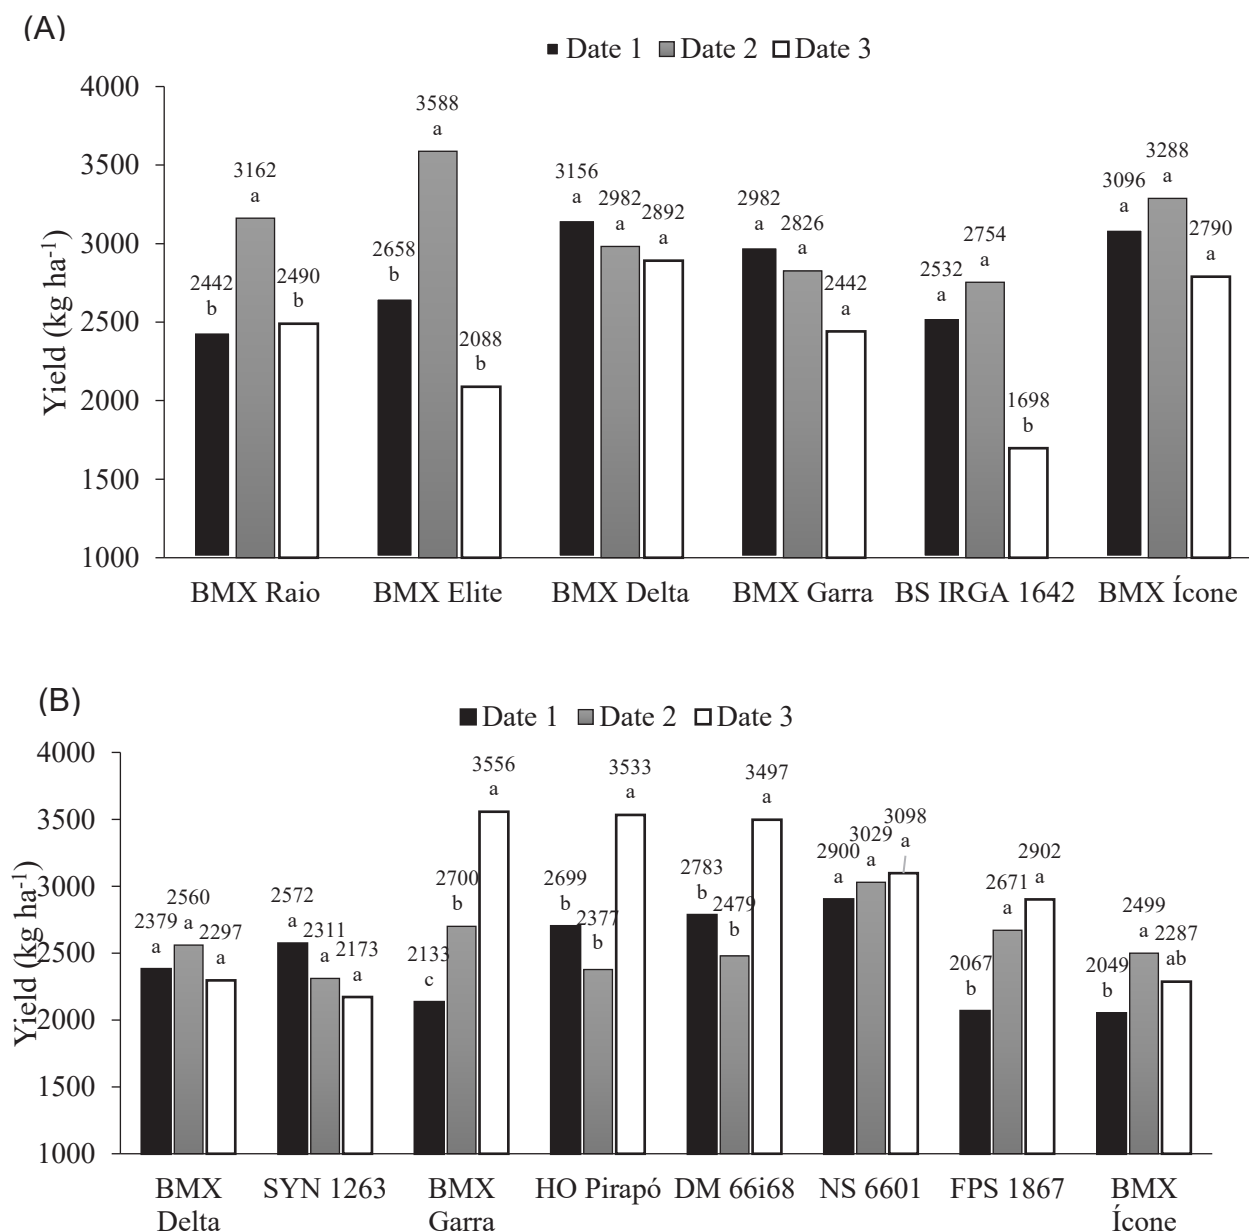 (A)
Date 1 Date 2 Date 3
Yield (kg ha-1)
4000
3500
3000
2500
2000
1500
1000
2442
b
3162
a
2490
b
2658
b
3588
a
2088
b
3156
a
2982
a
2892
a
2982
a
2826
a
2442
a
2532
a
2754
a
1698
b
3096
a
3288
a
2790
a
BMX Raio BMX Elite BMX Delta BMX Garra BS IRGA 1642 BMX Ícone
(B)
Date 1 Date 2 Date 3
Yield (kg ha-1)
4000
3500
3000
2500
2000
1500
1000
2379
a
2560
a
2297
a
2572
a
2311
a
2173
a
2133
c
2700
b
3556
a
2699
b
2377
b
3533
a
2783
b
2479
b
3497
a
2900
a
3029
a
3098
a
2067
b
2671
a
2902
a
2049
b
2499
a
2287
ab
BMX
Delta
SYN 1263
BMX
Garra
HO Pirapó
DM 66i68
NS 6601
FPS 1867
BMX
Ícone